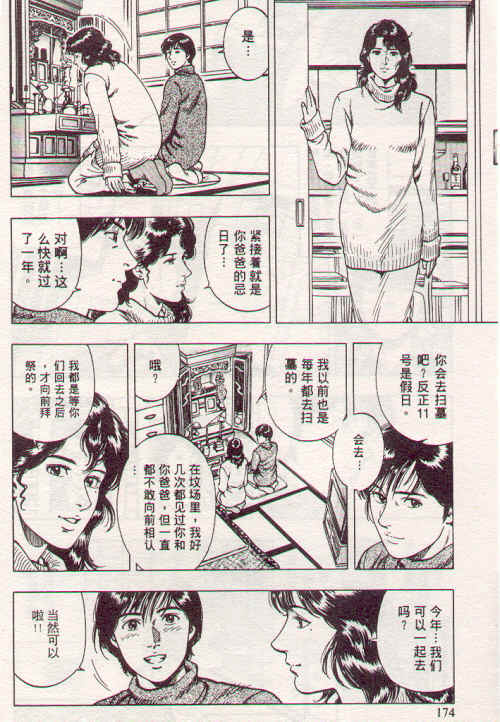 是…
紧接着就是
你爸爸的忌
日了…
对啊…这
么快就过
了一年。
你会去扫墓
吧？反正11
号是假日。
会去…
我以前也是
每年都去扫
墓的。
哦？
在坟场里，我好
几次都见过你和
你爸爸，但一直
都不敢向前相认
…
我都是等你
们回去之后
，才向前拜
祭的。
今年…我们
可以一起去
吗？
当然可以
啦!!
174